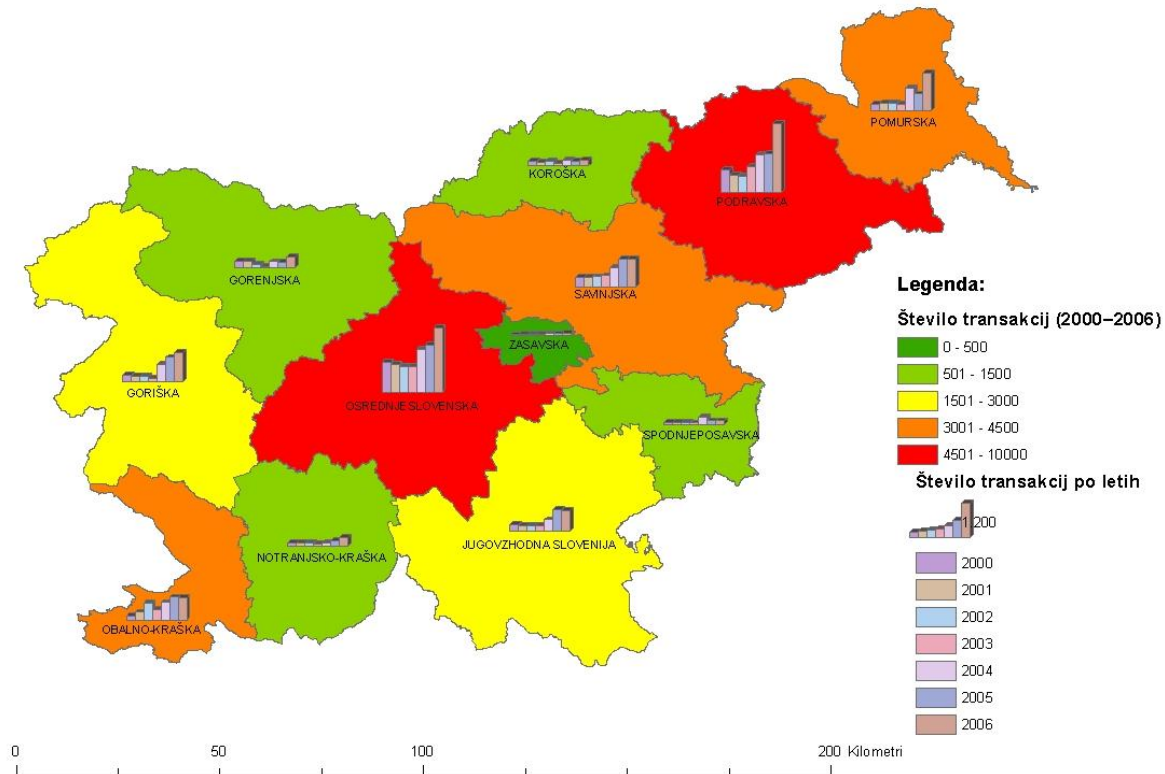 POMURSKA
KOROŠKA
PODRAVSKA
GORENJSKA
SAVINJSKA
ZASAVSKA
GORIŠKA
OSREDNJESLOVENSKA
SPODNJEPOSAVSKA
JUGOVZHODNA SLOVENIJA
NOTRANJSKO-KRAŠKA
OBALNO-KRAŠKA
Legenda:
Število transakcij (2000–2006)
0 - 500
501 - 1500
1501 - 3000
3001 - 4500
4501 - 10000
Število transakcij po letih
1 200
2000
2001
2002
2003
2004
2005
2006
0 50 100 200 Kilometri